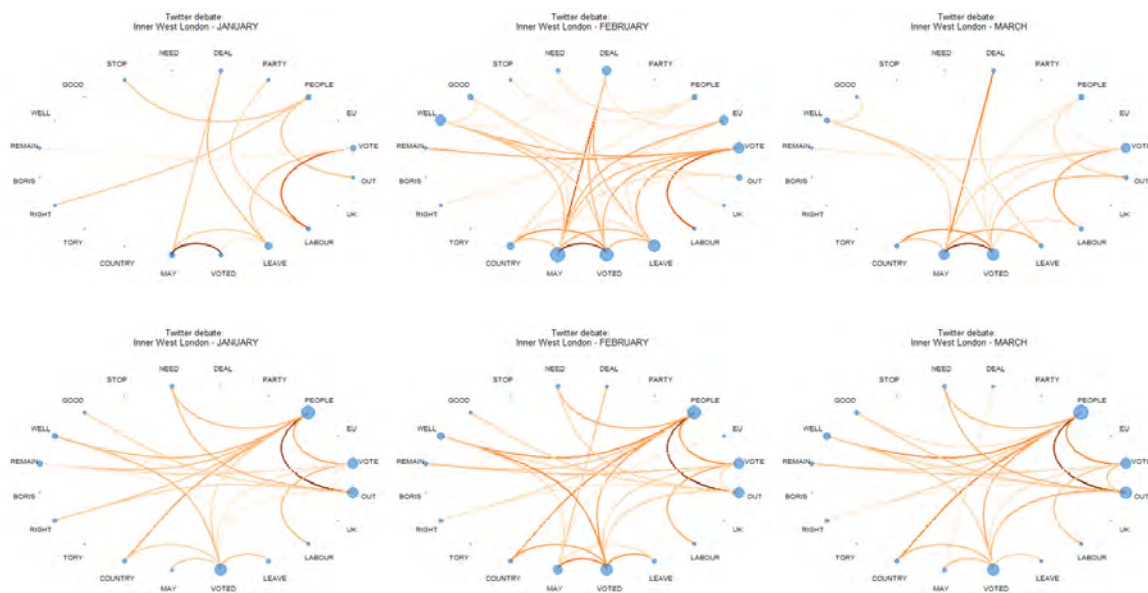 Twitter debate:
Inner West London - JANUARY
NEED
DEAL
STOP
PARTY
GOOD
PEOPLE
WELL
EU
REMAIN
VOTE
BORIS
OUT
RIGHT
UK
TORY
LABOUR
COUNTRY
LEAVE
MAY
VOTED
Twitter debate:
Inner West London - FEBRUARY
NEED
DEAL
STOP
PARTY
GOOD
PEOPLE
WELL
EU
REMAIN
VOTE
BORIS
OUT
RIGHT
UK
TORY
LABOUR
COUNTRY
LEAVE
MAY
VOTED
Twitter debate:
Inner West London - MARCH
NEED
DEAL
STOP
PARTY
GOOD
PEOPLE
WELL
EU
REMAIN
VOTE
BORIS
OUT
RIGHT
UK
TORY
LABOUR
COUNTRY
LEAVE
MAY
VOTED
Twitter debate:
Inner West London - JANUARY
NEED
DEAL
STOP
PARTY
GOOD
PEOPLE
WELL
EU
REMAIN
VOTE
BORIS
OUT
RIGHT
UK
TORY
LABOUR
COUNTRY
LEAVE
MAY
VOTED
Twitter debate:
Inner West London - FEBRUARY
NEED
DEAL
STOP
PARTY
GOOD
PEOPLE
WELL
EU
REMAIN
VOTE
BORIS
OUT
RIGHT
UK
TORY
LABOUR
COUNTRY
LEAVE
MAY
VOTED
Twitter debate:
Inner West London - MARCH
NEED
DEAL
STOP
PARTY
GOOD
PEOPLE
WELL
EU
REMAIN
VOTE
BORIS
OUT
RIGHT
UK
TORY
LABOUR
COUNTRY
LEAVE
MAY
VOTED